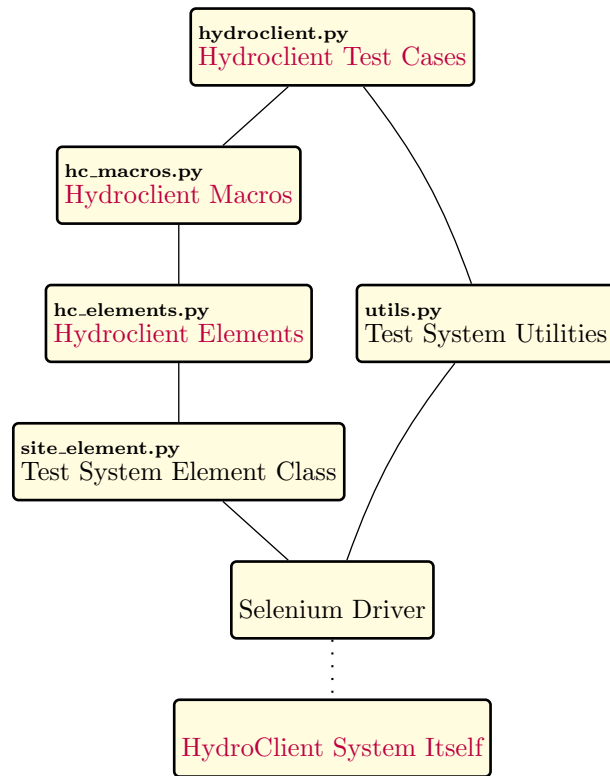 hydroclient.py
Hydroclient Test Cases
hc_macros.py
Hydroclient Macros
hc_elements.py
Hydroclient Elements
utils.py
Test System Utilities
site_element.py
Test System Element Class
Selenium Driver
HydroClient System Itself